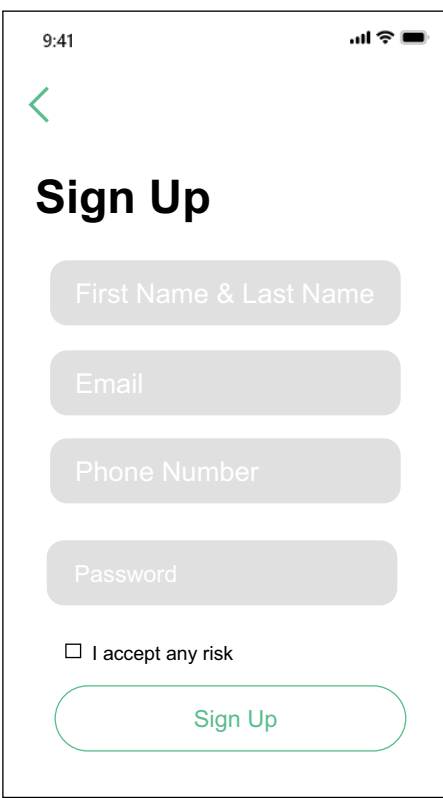 9:41
Sign Up
First Name & Last Name
Email
Phone Number
Password
I accept any risk
Sign Up